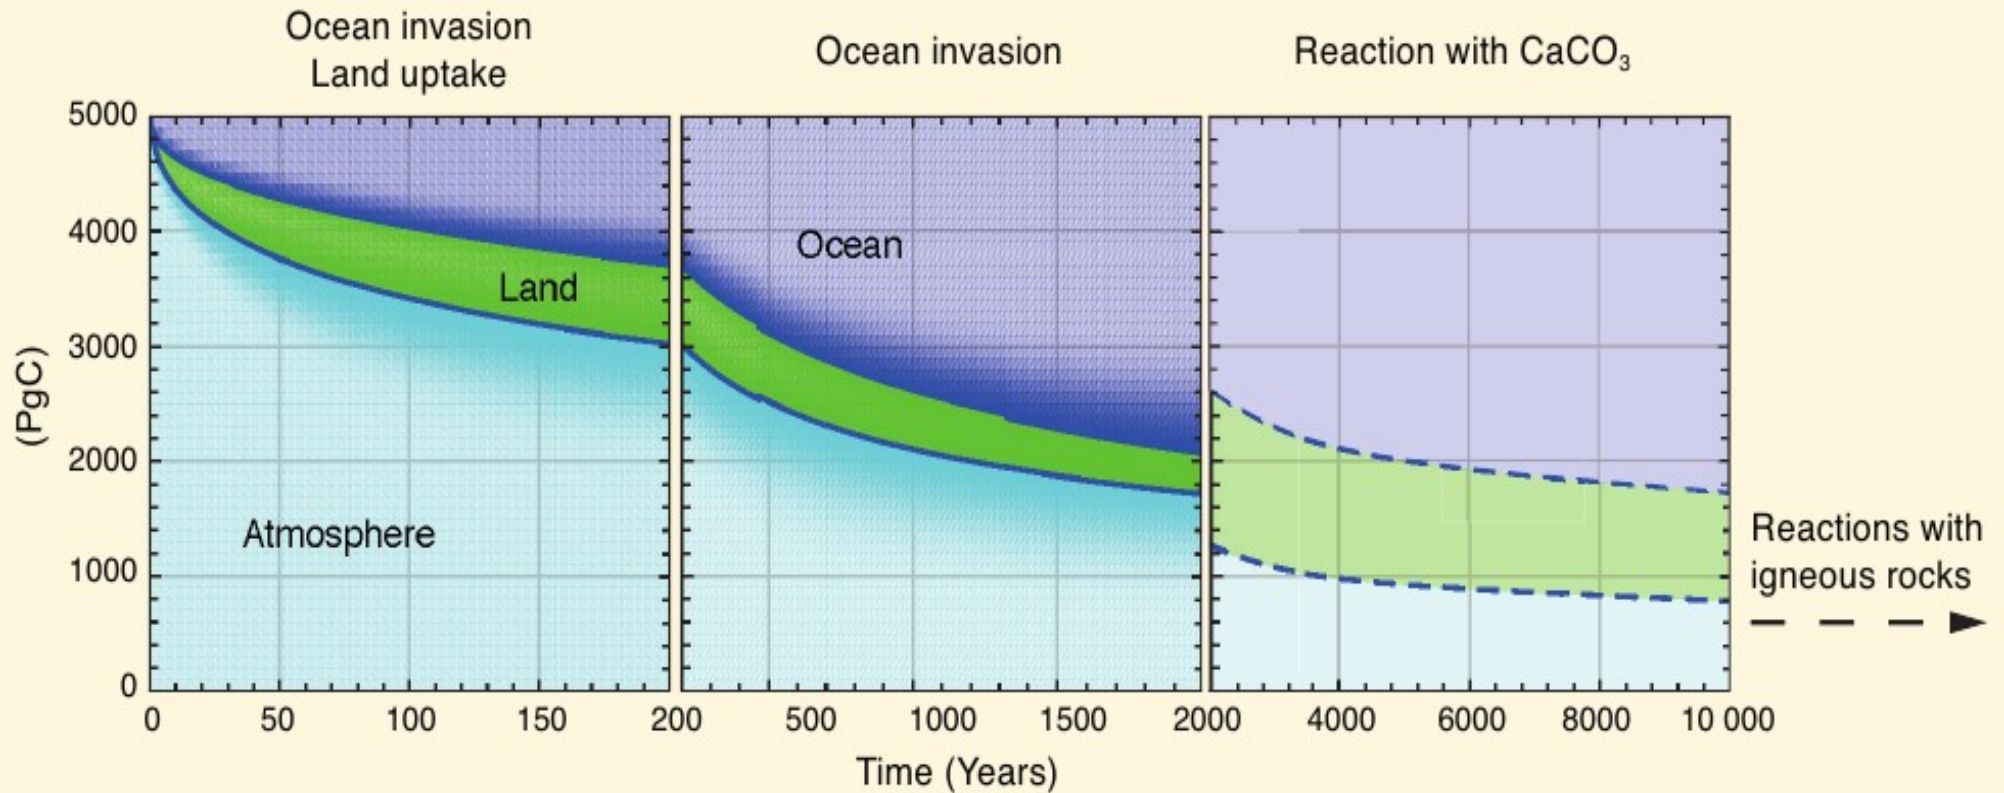 Ocean invasion
Land uptake
Ocean invasion
Reaction with CaCO₃
5000
4000
3000
2000
1000
0
(PgC)
Ocean
Land
Atmosphere
Reactions with
igneous rocks
0 50 100 150 200 500 1000 1500 2000 4000 6000 8000 10 000
Time (Years)